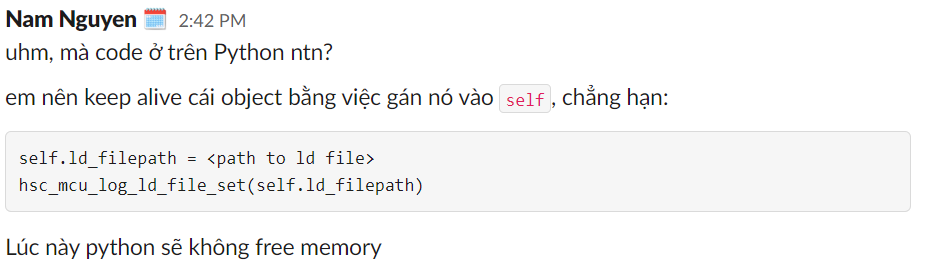 Nam Nguyen 🗓️ 2:42 PM
uhm, mà code ở trên Python ntn?
em nên keep alive cái object bằng việc gán nó vào self, chẳng hạn:
self.ld_filepath = <path to ld file>
hsc_mcu_log_ld_file_set(self.ld_filepath)
Lúc này python sẽ không free memory